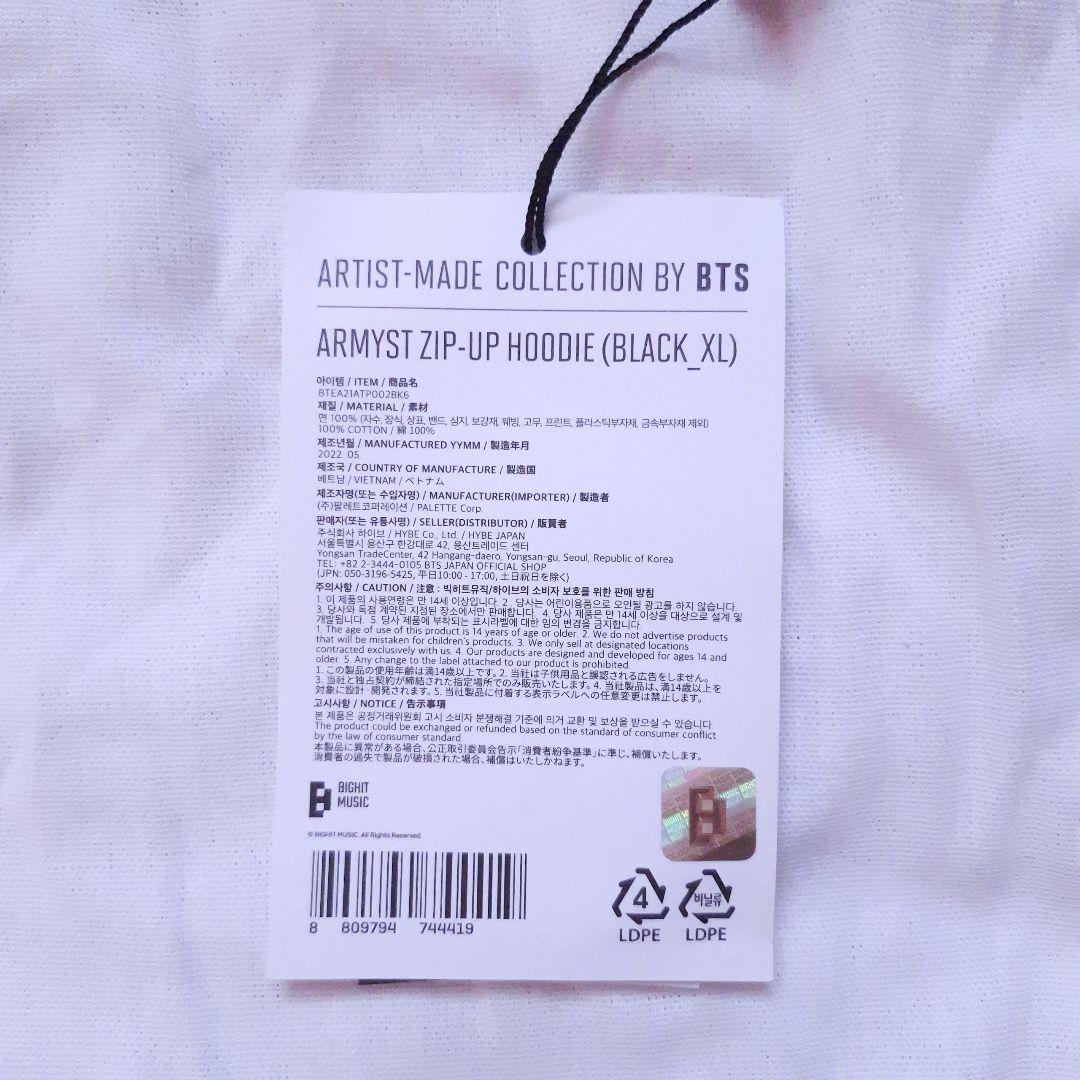 ARTIST-MADE COLLECTION BY BTS
ARMYST ZIP-UP HOODIE (BLACK_XL)
아이템 / ITEM / 商品名
BTEA21ATP002BK6
재질 / MATERIAL / 素材
면 100% (자수, 장식, 상표, 밴드, 심지, 보강재, 웨빙, 고무, 프린트, 플라스틱부자재, 금속부자재 제외)
100% COTTON / 綿 100%
제조년월 / MANUFACTURED YYMM / 製造年月
2022. 05.
제조국 / COUNTRY OF MANUFACTURE / 製造国
베트남 / VIETNAM / ベトナム
제조자명(또는 수입자명) / MANUFACTURER(IMPORTER) / 製造者
(주)팔레트코퍼레이션 / PALETTE Corp.
판매자(또는 유통사명) / SELLER(DISTRIBUTOR) / 販賣者
주식회사 하이브 / HYBE Co., Ltd. / HYBE JAPAN
서울특별시 용산구 한강대로 42, 용산트레이드 센터
Yongsan TradeCenter, 42 Hangang-daero, Yongsan-gu, Seoul, Republic of Korea
TEL: +82 2-3444-0105 BTS JAPAN OFFICIAL SHOP
(JPN: 050-3196-5425, 平日10:00 - 17:00, 土日祝日を除く)
주의사항 / CAUTION / 注意 : 빅히트뮤직/하이브의 소비자 보호를 위한 판매 방침
1. 이 제품의 사용연령은 만 14세 이상입니다. 2. 당사는 어린이용품으로 오인될 광고를 하지 않습니다.
3. 당사와 독점 계약된 지정된 장소에서만 판매합니다. 4. 당사 제품은 만 14세 이상을 대상으로 설계 및
개발됩니다. 5. 당사 제품에 부착되는 표시라벨에 대한 임의 변경을 금지합니다.
1. The age of use of this product is 14 years of age or older. 2. We do not advertise products
that will be mistaken for children's products. 3. We only sell at designated locations
contracted exclusively with us. 4. Our products are designed and developed for ages 14 and
older. 5. Any change to the label attached to our product is prohibited.
1. この製品の使用年齢は満14歳以上です。2. 当社は子供用品と誤認される広告をしません。
3. 当社と独占契約が締結された指定場所でのみ販売いたします。4. 当社製品は、満14歳以上を
対象に設計・開発されます。5. 当社製品に付着する表示ラベルへの任意変更は禁止します。
고시사항 / NOTICE / 告示事項
본 제품은 공정거래위원회 고시 소비자 분쟁해결 기준에 의거 교환 및 보상을 받으실 수 있습니다.
The product could be exchanged or refunded based on the standard of consumer conflict
by the law of consumer standard.
本製品に異常がある場合、公正取引委員会告示「消費者紛争基準」に準じ、補償いたします。
消費者の過失で製品が破損された場合、補償はいたしかねます。
BIGHIT
MUSIC
© BIGHIT MUSIC. All Rights Reserved.
8 809794 744419
4
LDPE
비닐류
LDPE